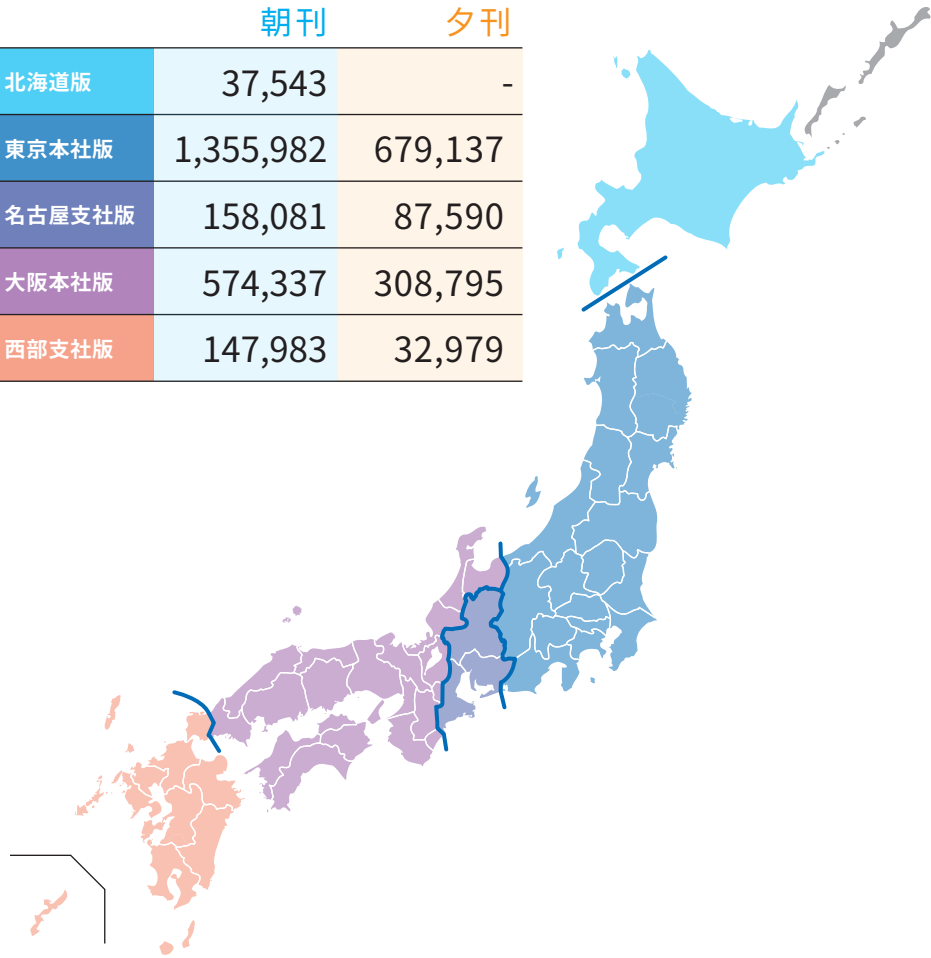 朝刊 夕刊
北海道版 37,543 -
東京本社版 1,355,982 679,137
名古屋支社版 158,081 87,590
大阪本社版 574,337 308,795
西部支社版 147,983 32,979